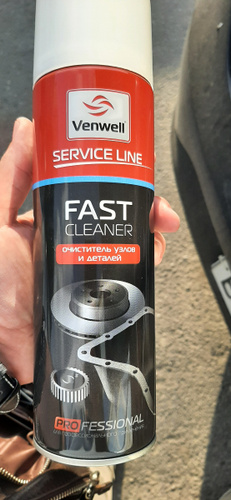 Venwell
SERVICE LINE
FAST
CLEANER
ОЧИСТИТЕЛЬ УЗЛОВ
И ДЕТАЛЕЙ
PROFESSIONAL